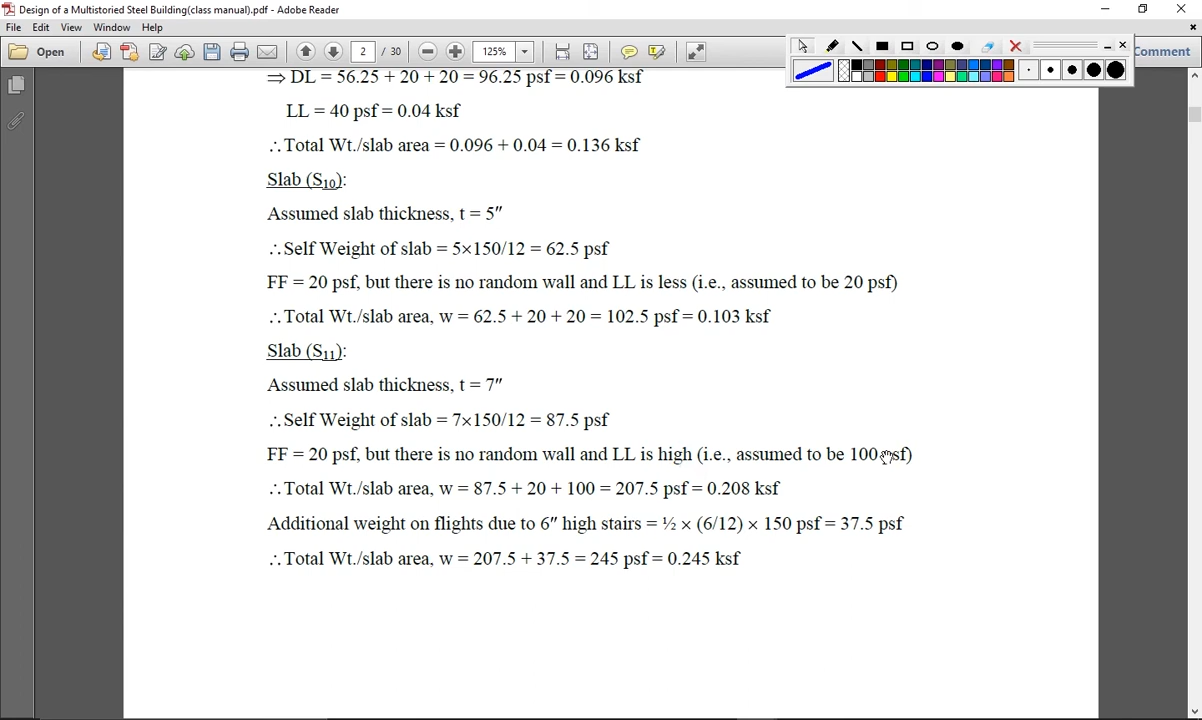 Design of a Multistoried Steel Building(class manual).pdf - Adobe Reader
File Edit View Window Help
Open 2 / 30 125% Comment
⇒ DL = 56.25 + 20 + 20 = 96.25 psf = 0.096 ksf
LL = 40 psf = 0.04 ksf
∴Total Wt./slab area = 0.096 + 0.04 = 0.136 ksf
Slab (S10):
Assumed slab thickness, t = 5″
∴Self Weight of slab = 5×150/12 = 62.5 psf
FF = 20 psf, but there is no random wall and LL is less (i.e., assumed to be 20 psf)
∴Total Wt./slab area, w = 62.5 + 20 + 20 = 102.5 psf = 0.103 ksf
Slab (S11):
Assumed slab thickness, t = 7″
∴Self Weight of slab = 7×150/12 = 87.5 psf
FF = 20 psf, but there is no random wall and LL is high (i.e., assumed to be 100 psf)
∴Total Wt./slab area, w = 87.5 + 20 + 100 = 207.5 psf = 0.208 ksf
Additional weight on flights due to 6″ high stairs = ½ × (6/12) × 150 psf = 37.5 psf
∴Total Wt./slab area, w = 207.5 + 37.5 = 245 psf = 0.245 ksf